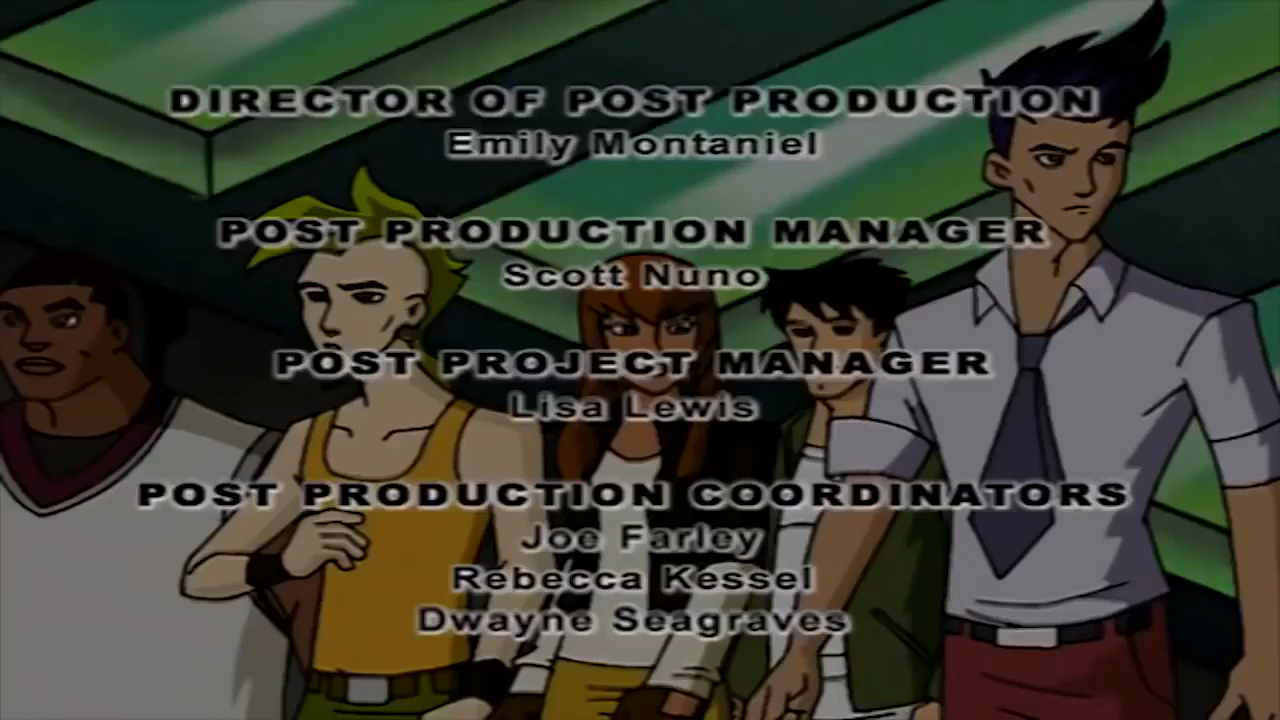 DIRECTOR OF POST PRODUCTION
Emily Montaniel
POST PRODUCTION MANAGER
Scott Nuno
POST PROJECT MANAGER
Lisa Lewis
POST PRODUCTION COORDINATORS
Joe Farley
Rebecca Kessel
Dwayne Seagraves